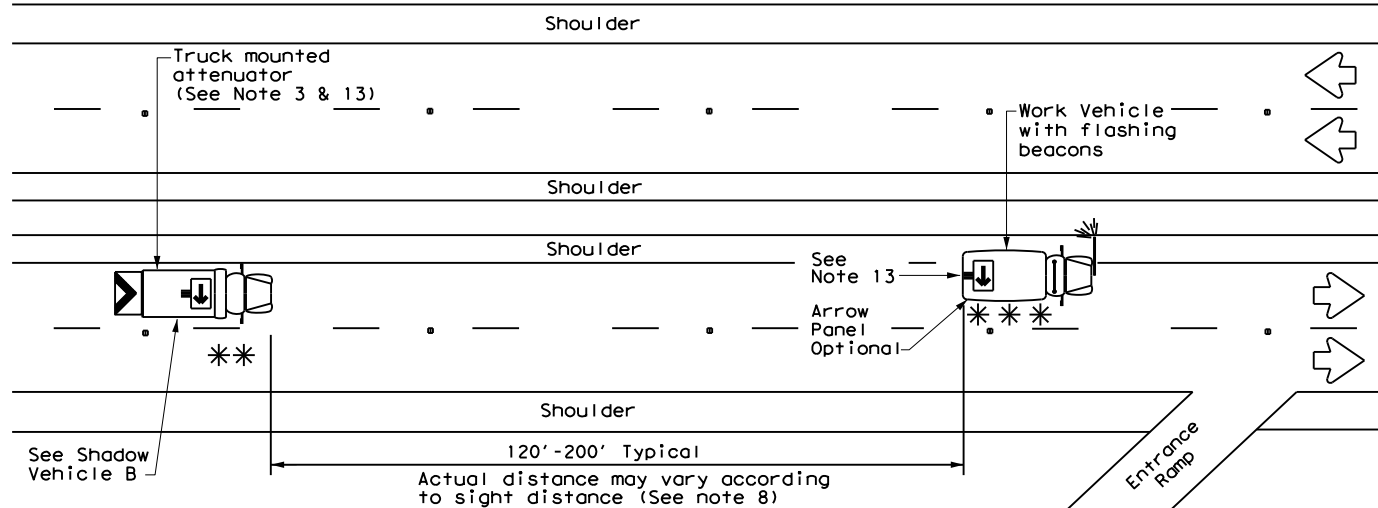 Shoulder
Truck mounted
attenuator
(See Note 3 & 13)
Work Vehicle
with flashing
beacons
Shoulder
Shoulder
See
Note 13
Arrow
Panel
Optional
Shoulder
See Shadow
Vehicle B
120'-200' Typical
Actual distance may vary according
to sight distance (See note 8)
Entrance
Ramp